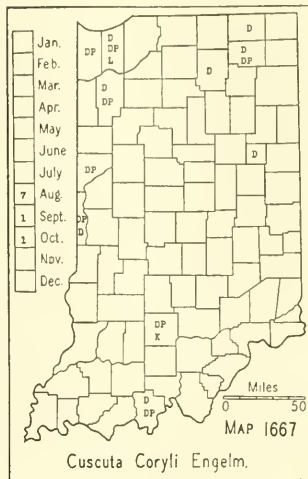 Jan.
Feb.
Mar.
Apr.
May
June
July
7 Aug.
1 Sept.
1 Oct.
Nov.
Dec.
DP
D
DP
L
D
DP
D
D
D
DP
D
DP
DP
D
DP
K
D
DP
Miles
0 50
MAP 1667
Cuscuta Coryli Engelm.